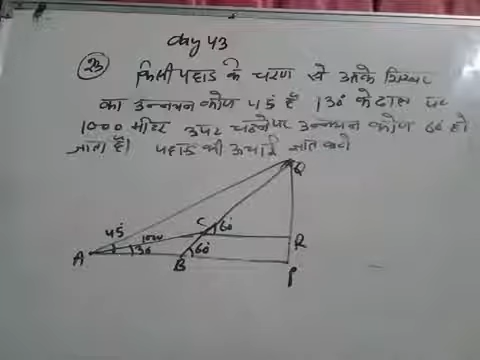 day 43
(23) किसी पहाड के चरण से उसके शिखर
का उन्नयन कोण 45° है 30° के ढाल पर
1000 मीटर ऊपर चढ़ने पर उन्नयन कोण 60° हो
जाता है। पहाड की ऊंचाई ज्ञात करो
Q
C 60°
45° 1000
R
A 30° B 60°
P